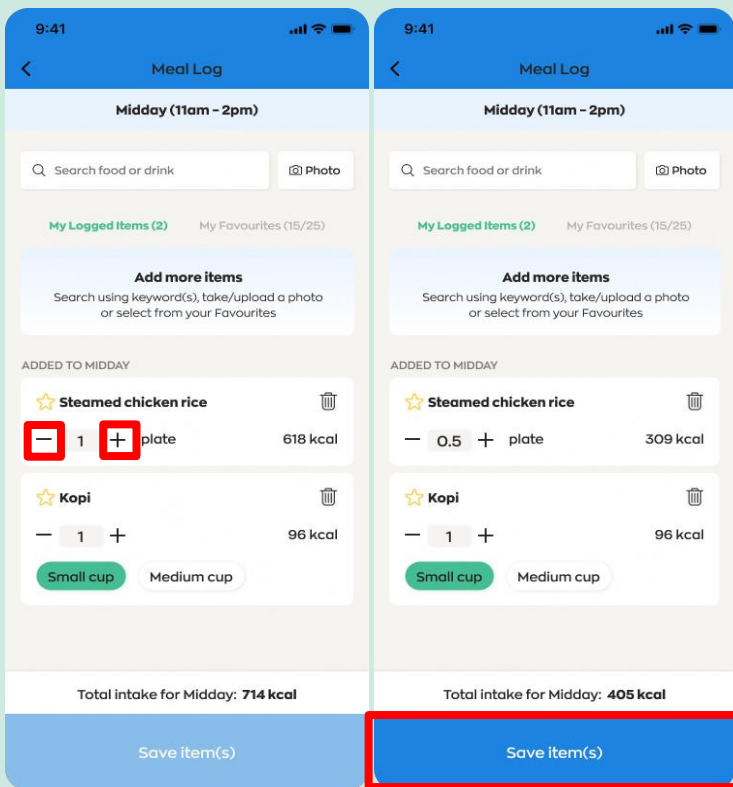 9:41
Meal Log
Midday (11am – 2pm)
Search food or drink
Photo
My Logged Items (2) My Favourites (15/25)
Add more items
Search using keyword(s), take/upload a photo
or select from your Favourites
ADDED TO MIDDAY
Steamed chicken rice
— 1 + plate 618 kcal
Kopi
— 1 + 96 kcal
Small cup Medium cup
Total intake for Midday: 714 kcal
Save item(s)
9:41
Meal Log
Midday (11am – 2pm)
Search food or drink
Photo
My Logged Items (2) My Favourites (15/25)
Add more items
Search using keyword(s), take/upload a photo
or select from your Favourites
ADDED TO MIDDAY
Steamed chicken rice
— 0.5 + plate 309 kcal
Kopi
— 1 + 96 kcal
Small cup Medium cup
Total intake for Midday: 405 kcal
Save item(s)